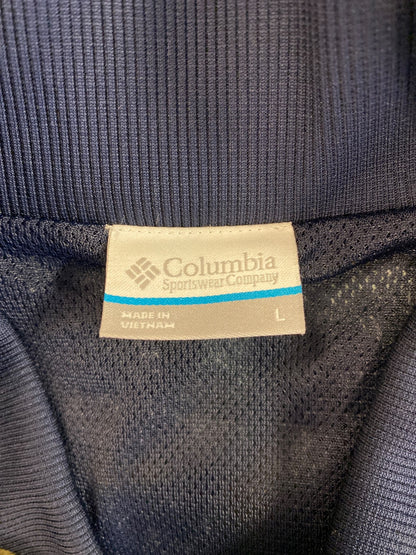 Columbia
Sportswear Company
MADE IN
VIETNAM
L